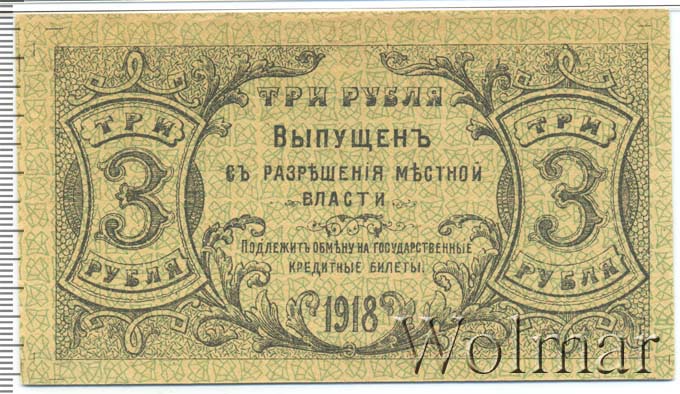 ТРИ РУБЛЯ
ТРИ
3
РУБЛЯ
ВЫПУЩЕНЪ
СЪ РАЗРѢШЕНІЯ МѢСТНОЙ
ВЛАСТИ
ПОДЛЕЖИТЪ ОБМѢНУ НА ГОСУДАРСТВЕННЫЕ
КРЕДИТНЫЕ БИЛЕТЫ.
1918
ТРИ
3
РУБЛЯ
Wolmar